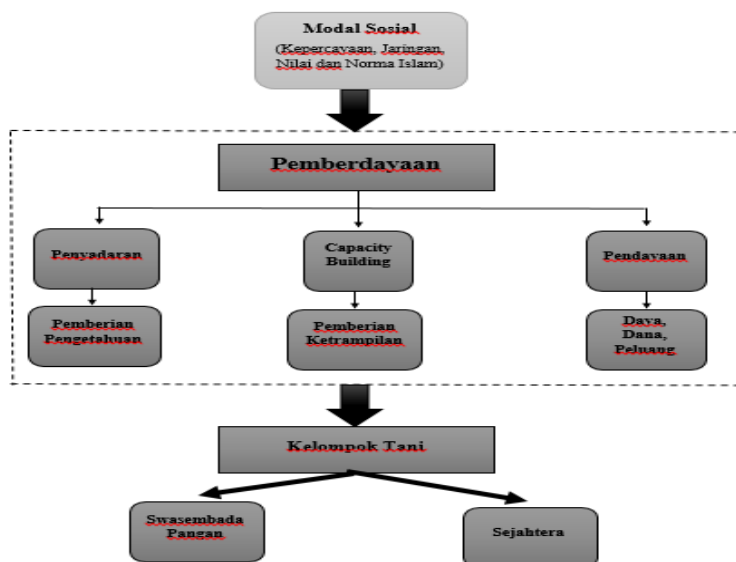 Modal Sosial
(Kepercayaan, Jaringan,
Nilai dan Norma Islam)
Pemberdayaan
Penyadaran
Capacity
Building
Pendayaan
Pemberian
Pengetahuan
Pemberian
Ketrampilan
Daya,
Dana,
Peluang
Kelompok Tani
Swasembada
Pangan
Sejahtera